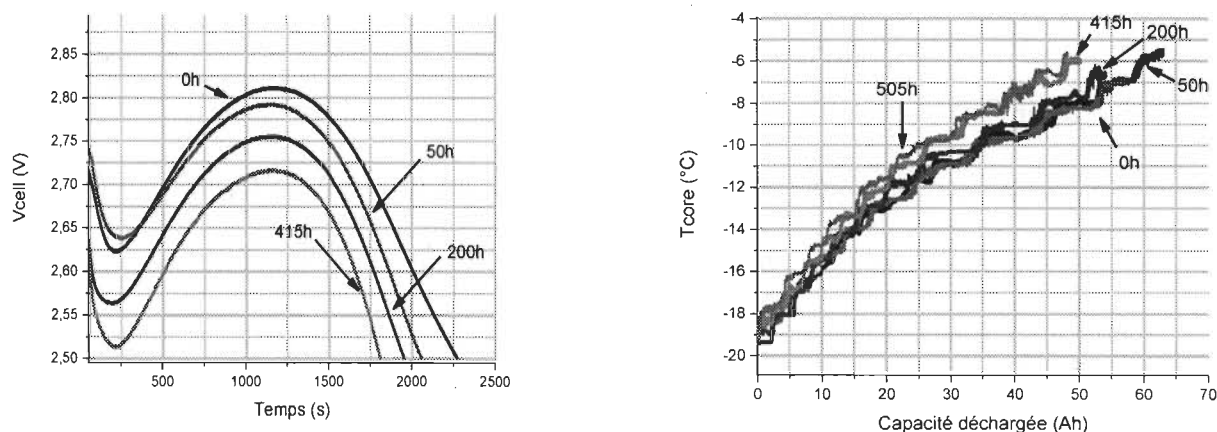 2,85
2,80
2,75
2,70
2,65
2,60
2,55
2,50
Vcell (V)
0h
50h
415h
200h
500
1000
1250
1500
2000
2500
Temps (s)
-4
-6
-8
-10
-12
-14
-16
-18
-20
Tcore (°C)
415h
200h
505h
50h
0h
0
10
20
30
40
50
60
70
Capacité déchargée (Ah)